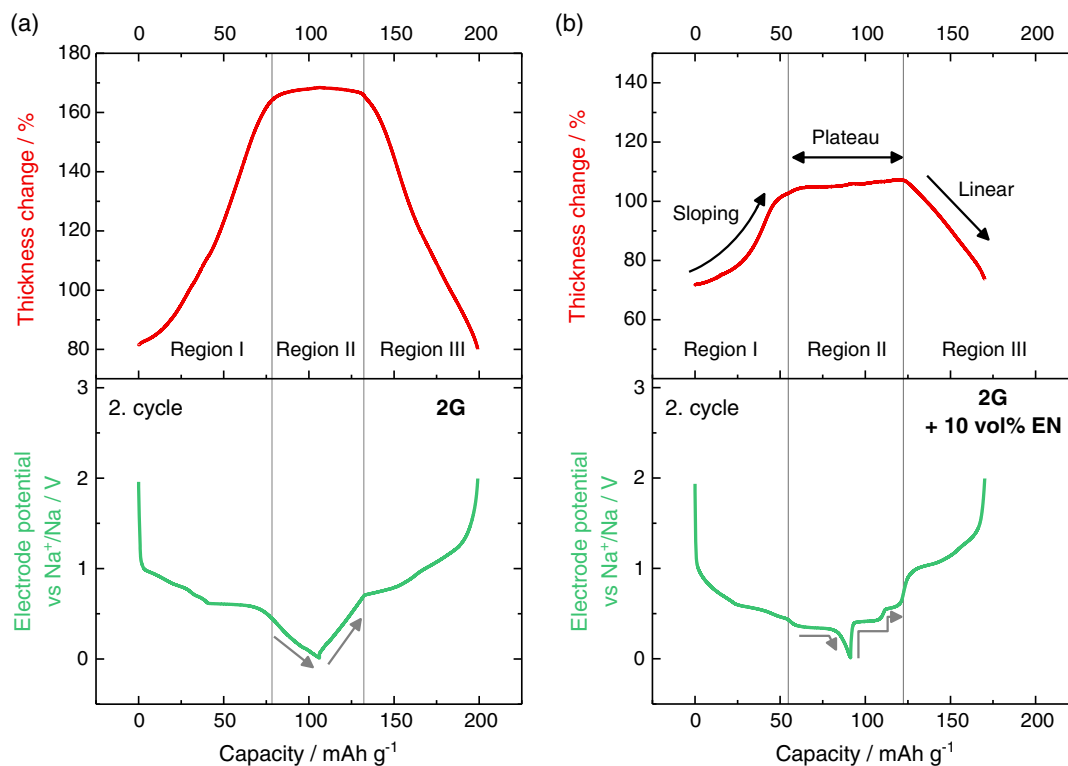 (a)
0 50 100 150 200
180
160
140
120
100
80
Thickness change / %
Region I Region II Region III
3
2
1
0
Electrode potential
vs Na⁺/Na / V
2. cycle 2G
0 50 100 150 200
Capacity / mAh g⁻¹
(b)
0 50 100 150 200
140
120
100
80
60
Thickness change / %
Plateau
Sloping
Linear
Region I Region II Region III
3
2
1
0
Electrode potential
vs Na⁺/Na / V
2. cycle 2G
+ 10 vol% EN
0 50 100 150 200
Capacity / mAh g⁻¹